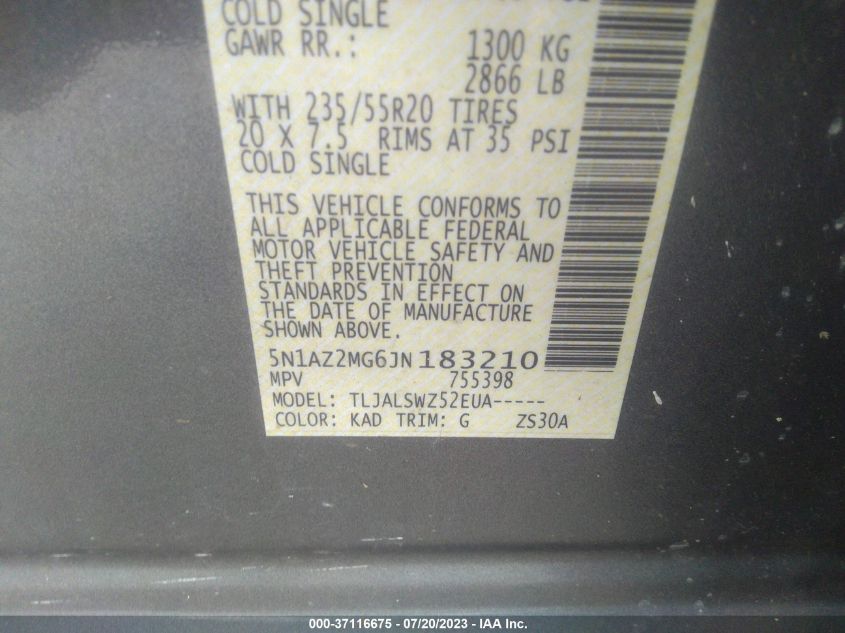 COLD SINGLE
GAWR RR.: 1300 KG
2866 LB
WITH 235/55R20 TIRES
20 X 7.5 RIMS AT 35 PSI
COLD SINGLE
THIS VEHICLE CONFORMS TO
ALL APPLICABLE FEDERAL
MOTOR VEHICLE SAFETY AND
THEFT PREVENTION
STANDARDS IN EFFECT ON
THE DATE OF MANUFACTURE
SHOWN ABOVE.
5N1AZ2MG6JN183210
MPV 755398
MODEL: TLJALSWZ52EUA-----
COLOR: KAD TRIM: G ZS30A
000-37116675 - 07/20/2023 - IAA Inc.